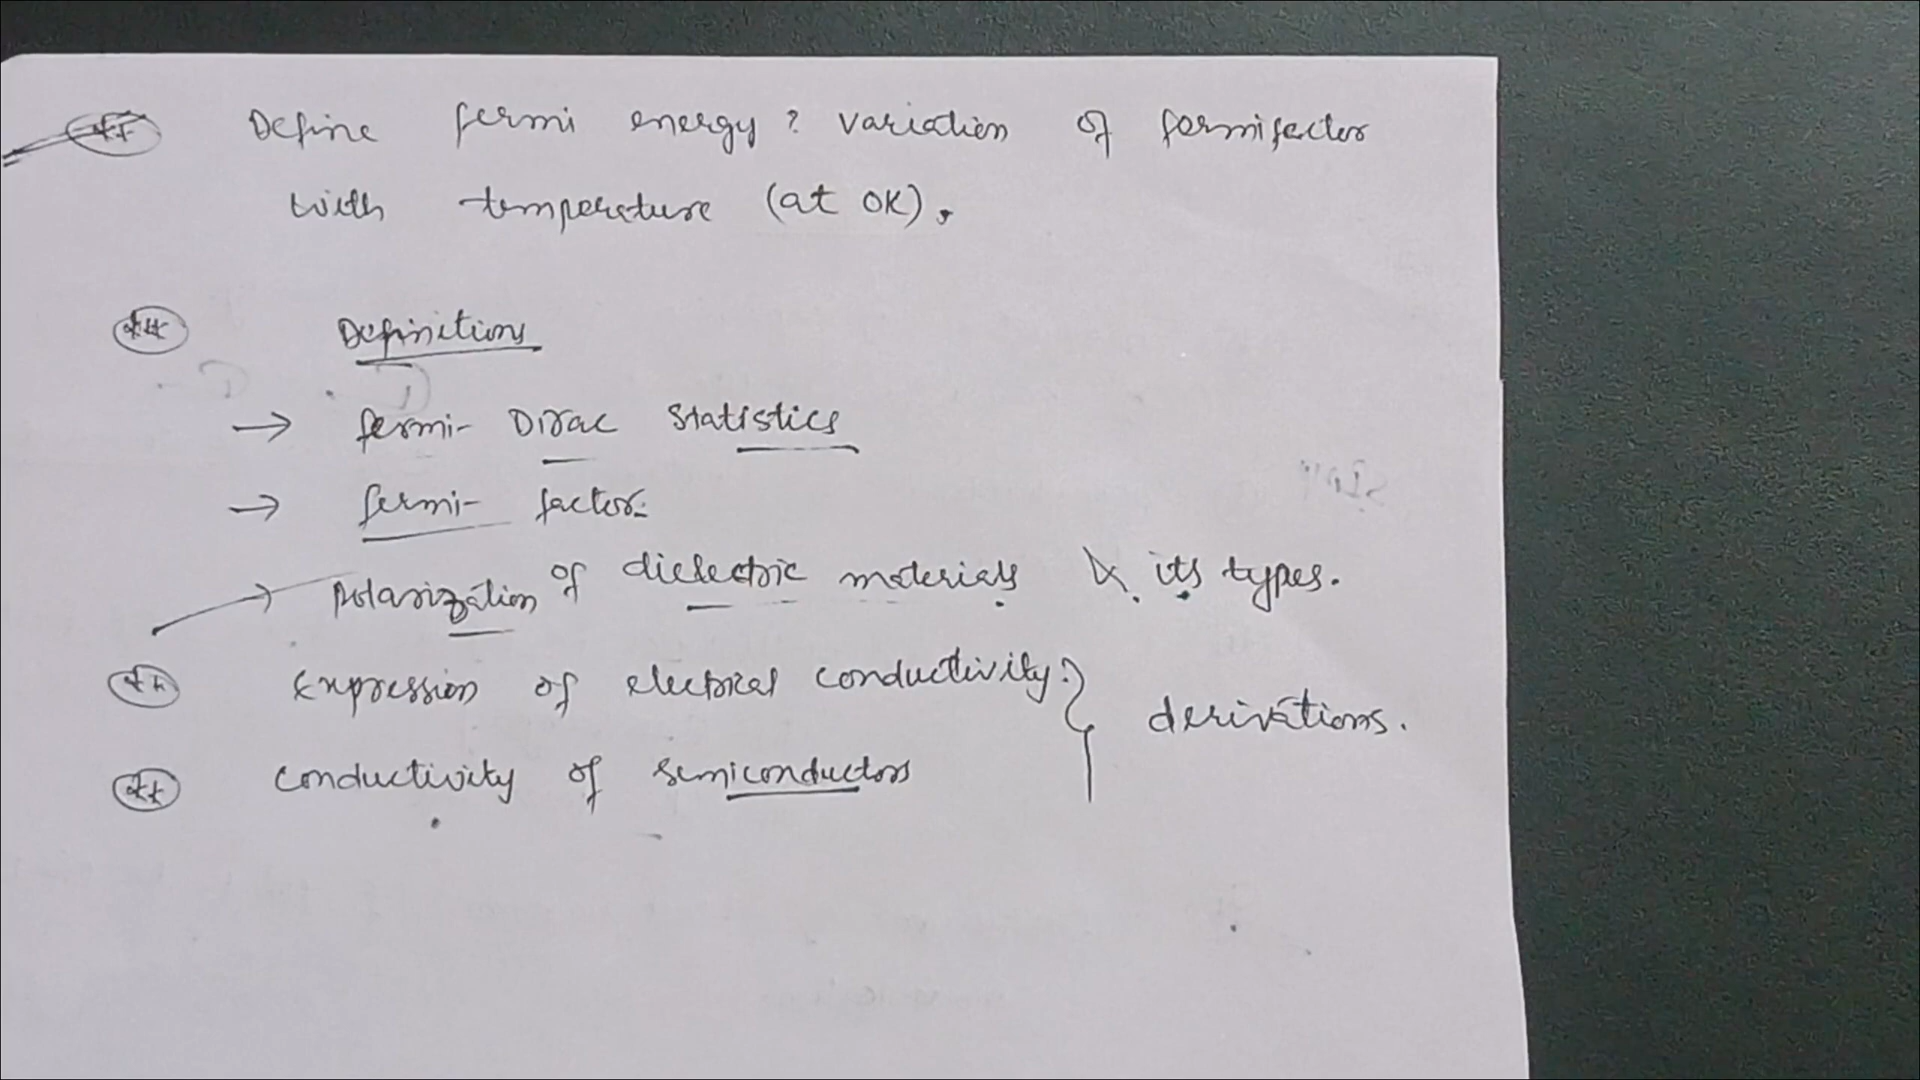 ** Define fermi energy? variation of fermifactor
with temperature (at 0K).
** Definitions
→ fermi-Dirac Statistics
→ fermi-factor.
→ polarization of dielectric materials & its types.
** Expression of electrical conductivity. } derivations.
** conductivity of semiconductors